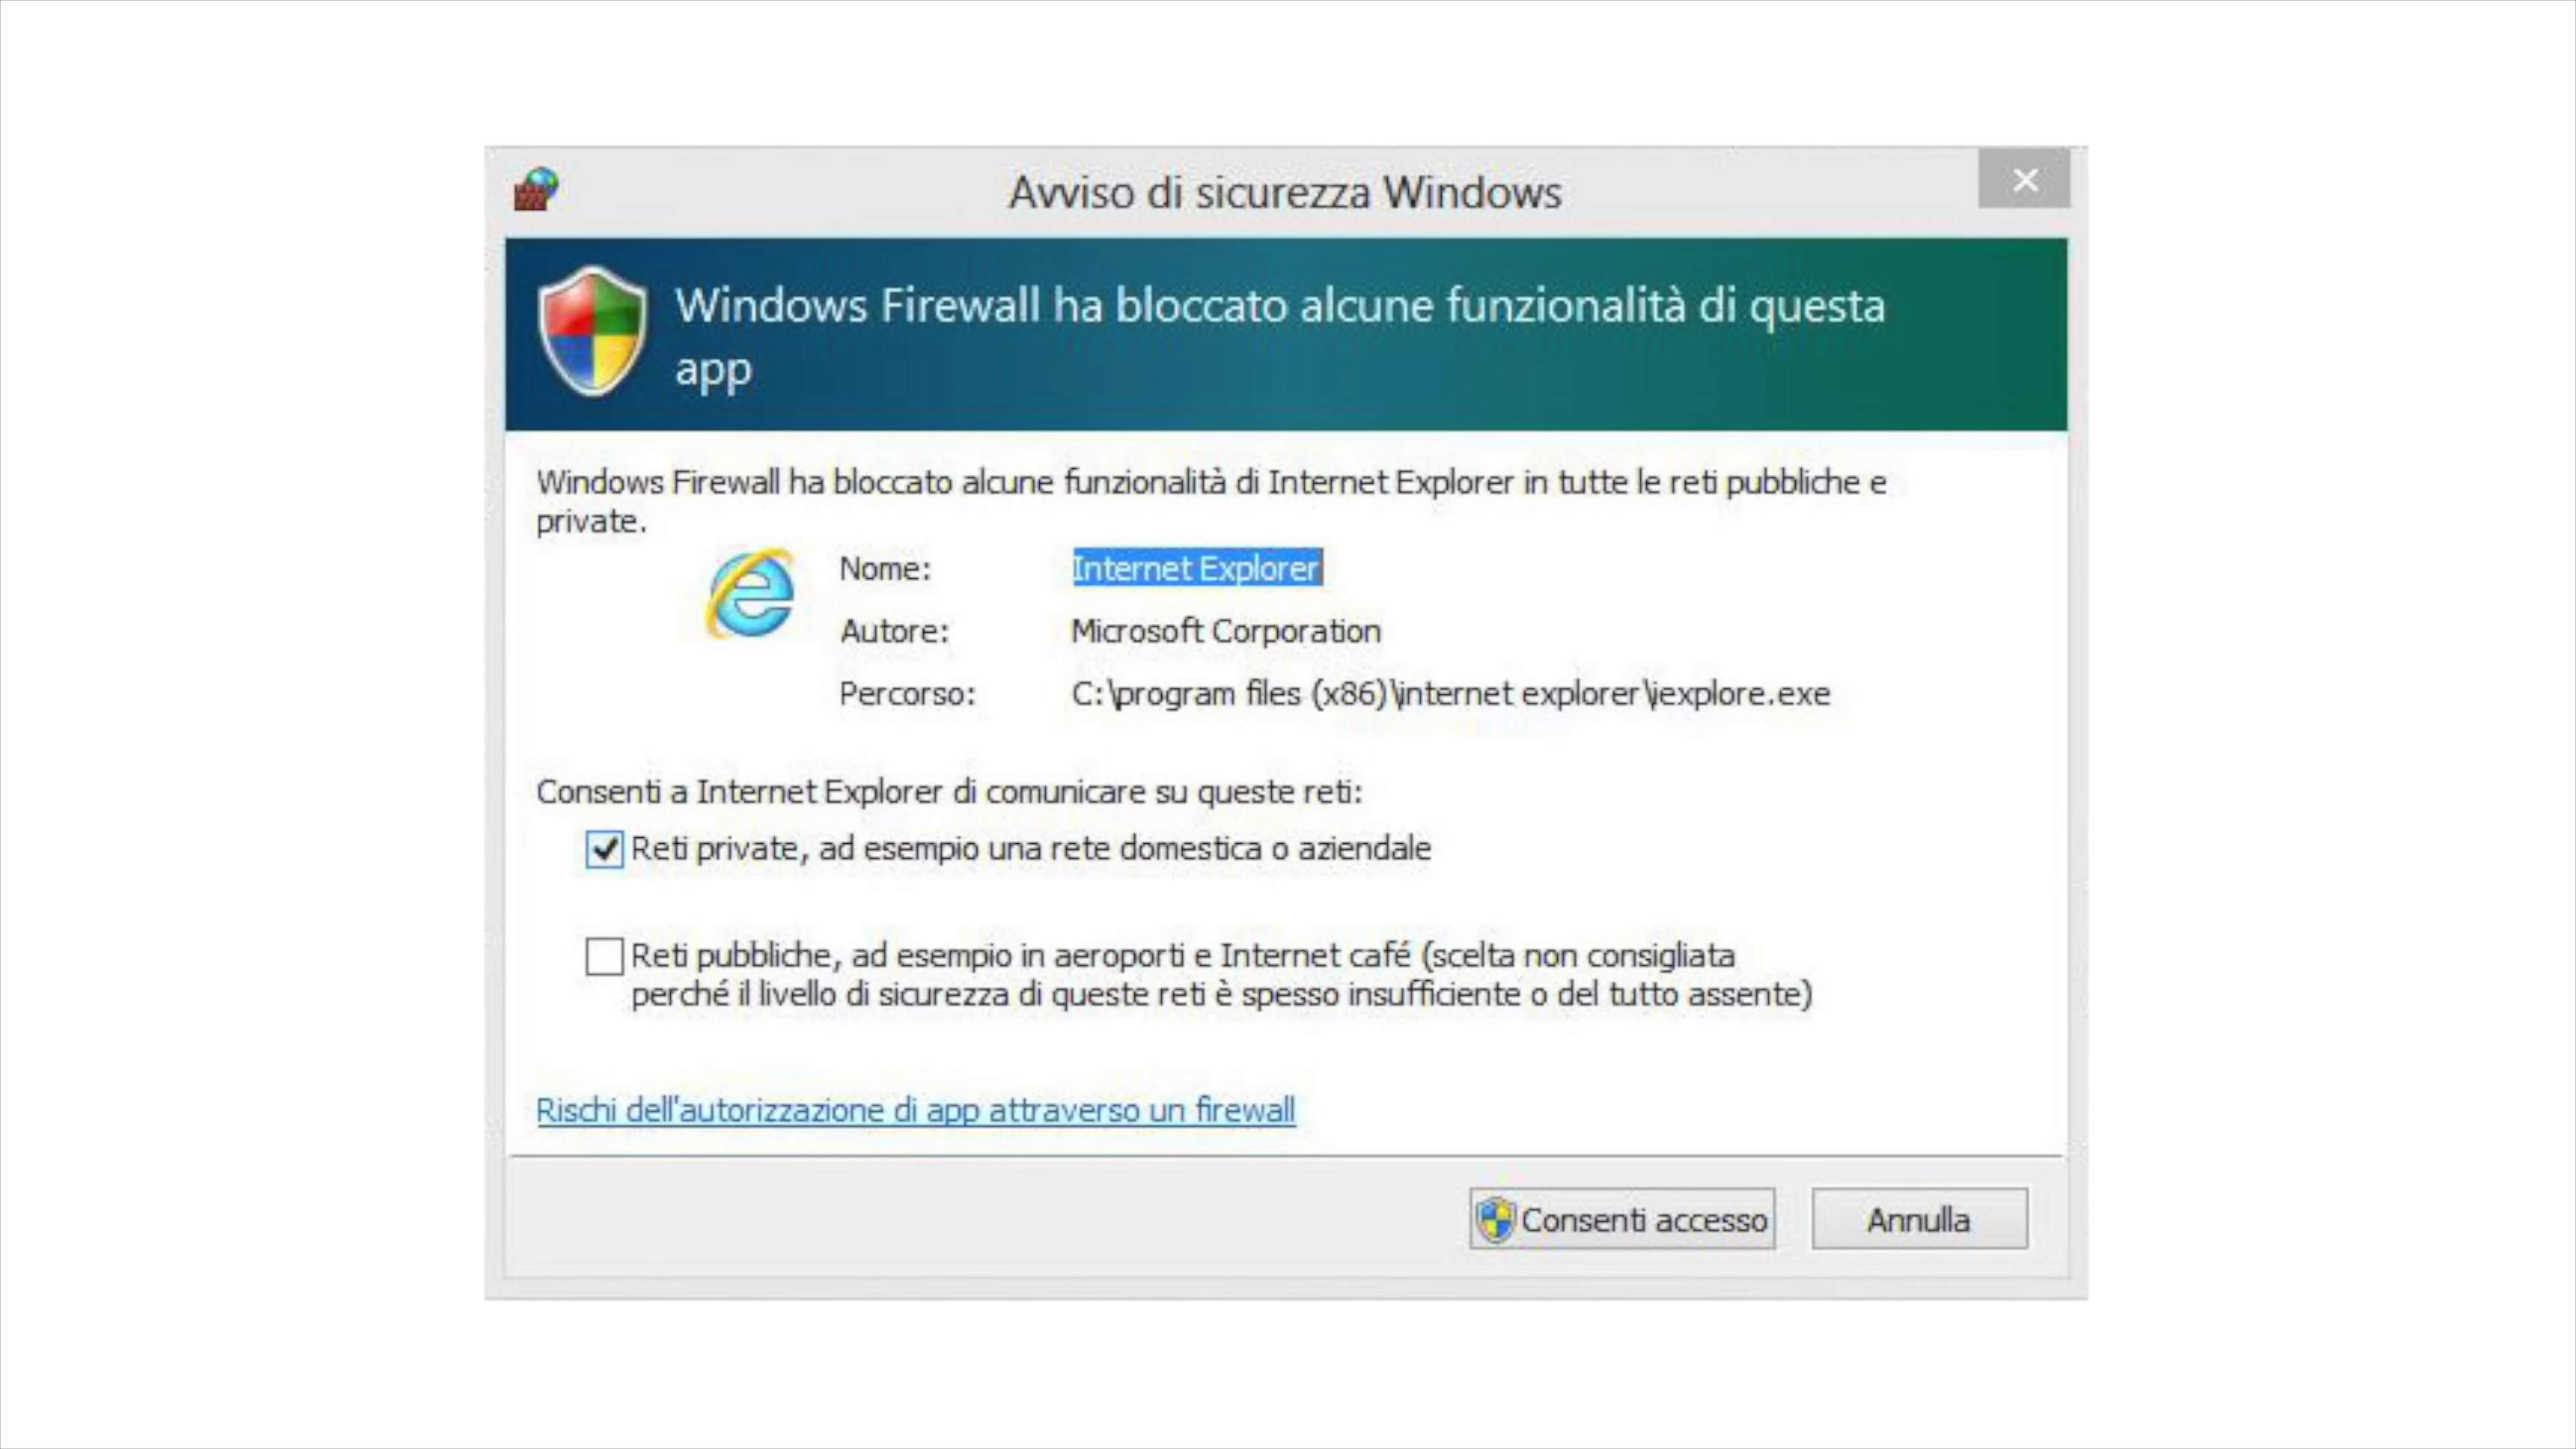 Avviso di sicurezza Windows
Windows Firewall ha bloccato alcune funzionalità di questa
app
Windows Firewall ha bloccato alcune funzionalità di Internet Explorer in tutte le reti pubbliche e
private.
Nome: Internet Explorer
Autore: Microsoft Corporation
Percorso: C:\program files (x86)\internet explorer\iexplore.exe
Consenti a Internet Explorer di comunicare su queste reti:
Reti private, ad esempio una rete domestica o aziendale
Reti pubbliche, ad esempio in aeroporti e Internet café (scelta non consigliata
perché il livello di sicurezza di queste reti è spesso insufficiente o del tutto assente)
Rischi dell'autorizzazione di app attraverso un firewall
Consenti accesso Annulla